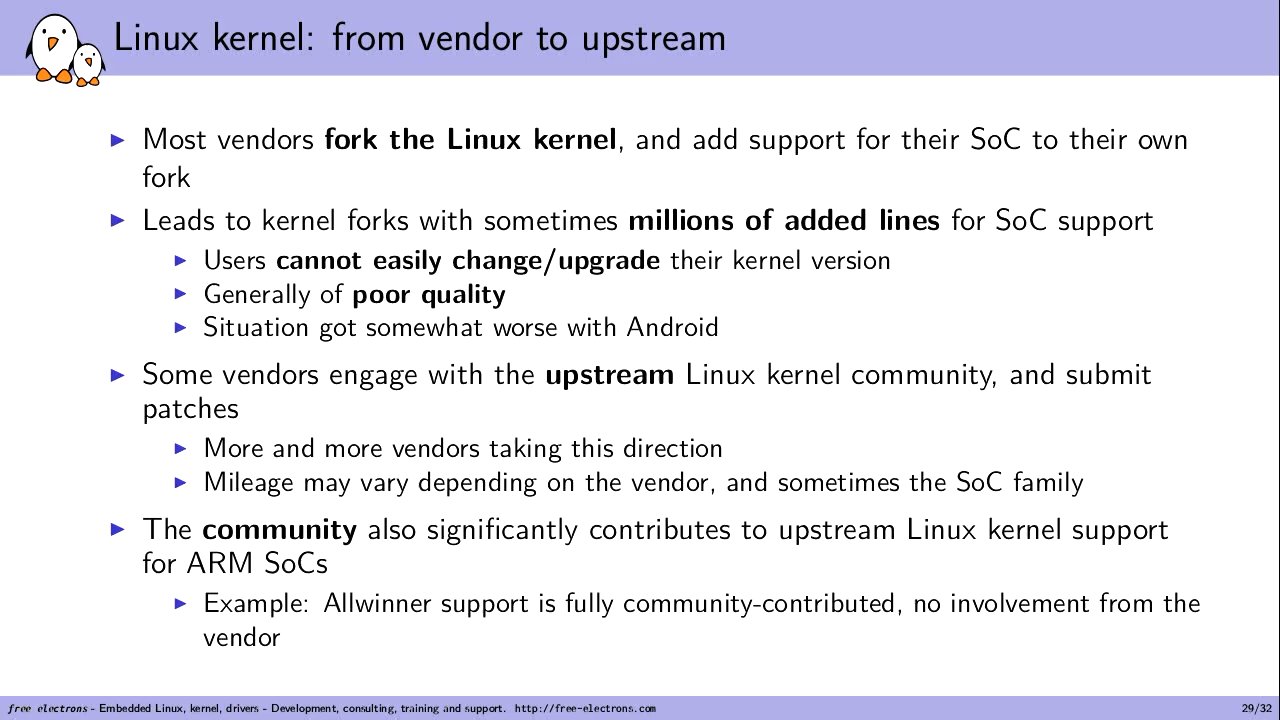 Linux kernel: from vendor to upstream
▶ Most vendors fork the Linux kernel, and add support for their SoC to their own
fork
▶ Leads to kernel forks with sometimes millions of added lines for SoC support
▶ Users cannot easily change/upgrade their kernel version
▶ Generally of poor quality
▶ Situation got somewhat worse with Android
▶ Some vendors engage with the upstream Linux kernel community, and submit
patches
▶ More and more vendors taking this direction
▶ Mileage may vary depending on the vendor, and sometimes the SoC family
▶ The community also significantly contributes to upstream Linux kernel support
for ARM SoCs
▶ Example: Allwinner support is fully community-contributed, no involvement from the
vendor
free electrons - Embedded Linux, kernel, drivers - Development, consulting, training and support. http://free-electrons.com 29/32